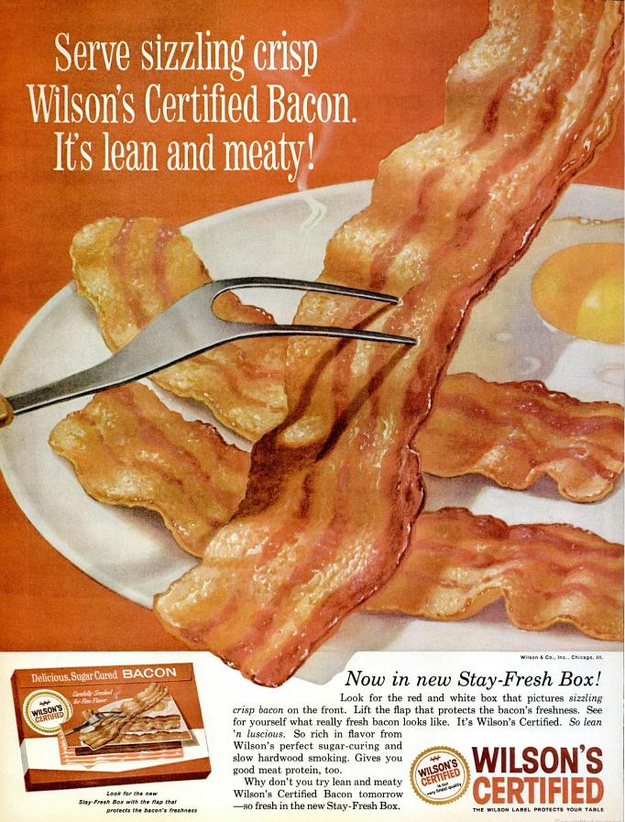 Serve sizzling crisp
Wilson's Certified Bacon.
It's lean and meaty!
Wilson & Co., Inc., Chicago, Ill.
Now in new Stay-Fresh Box!
Look for the red and white box that pictures sizzling
crisp bacon on the front. Lift the flap that protects the bacon's freshness. See
for yourself what really fresh bacon looks like. It's Wilson's Certified. So lean
'n luscious. So rich in flavor from
Wilson's perfect sugar-curing and
slow hardwood smoking. Gives you
good meat protein, too.
Why don't you try lean and meaty
Wilson's Certified Bacon tomorrow
—so fresh in the new Stay-Fresh Box.
Delicious, Sugar Cured BACON
Carefully Smoked
for Fine Flavor
WILSON'S
CERTIFIED
Look for the new
Stay-Fresh Box with the flap that
protects the bacon's freshness
WILSON'S
CERTIFIED
is our
very finest quality
WILSON'S
CERTIFIED
THE WILSON LABEL PROTECTS YOUR TABLE